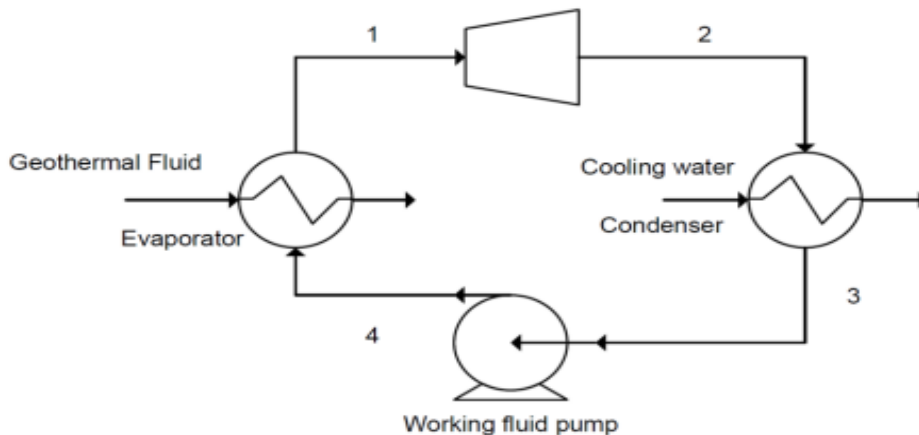 1
2
Geothermal Fluid
Evaporator
Cooling water
Condenser
3
4
Working fluid pump